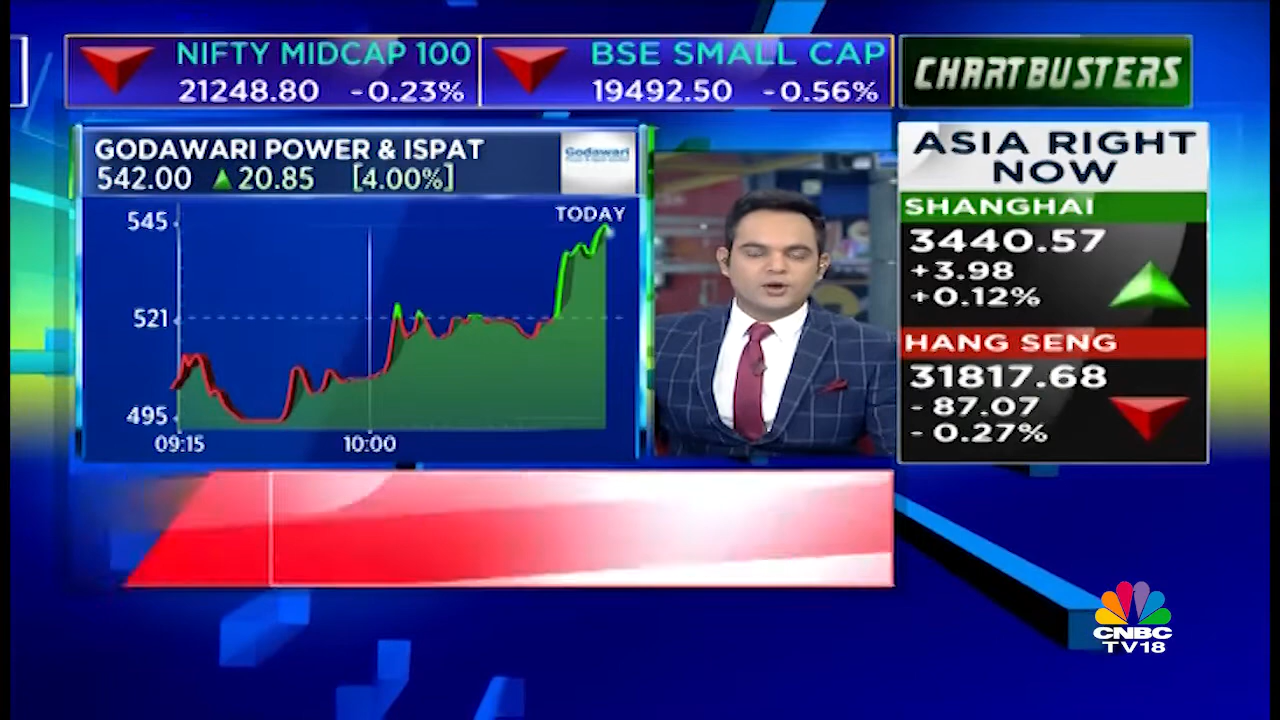 NIFTY MIDCAP 100
21248.80 -0.23%
BSE SMALL CAP
19492.50 -0.56%
CHARTBUSTERS
GODAWARI POWER & ISPAT
542.00 20.85 [4.00%]
Godawari
TODAY
545
521
495
09:15 10:00
ASIA RIGHT
NOW
SHANGHAI
3440.57
+3.98
+0.12%
HANG SENG
31817.68
- 87.07
- 0.27%
CNBC
TV18